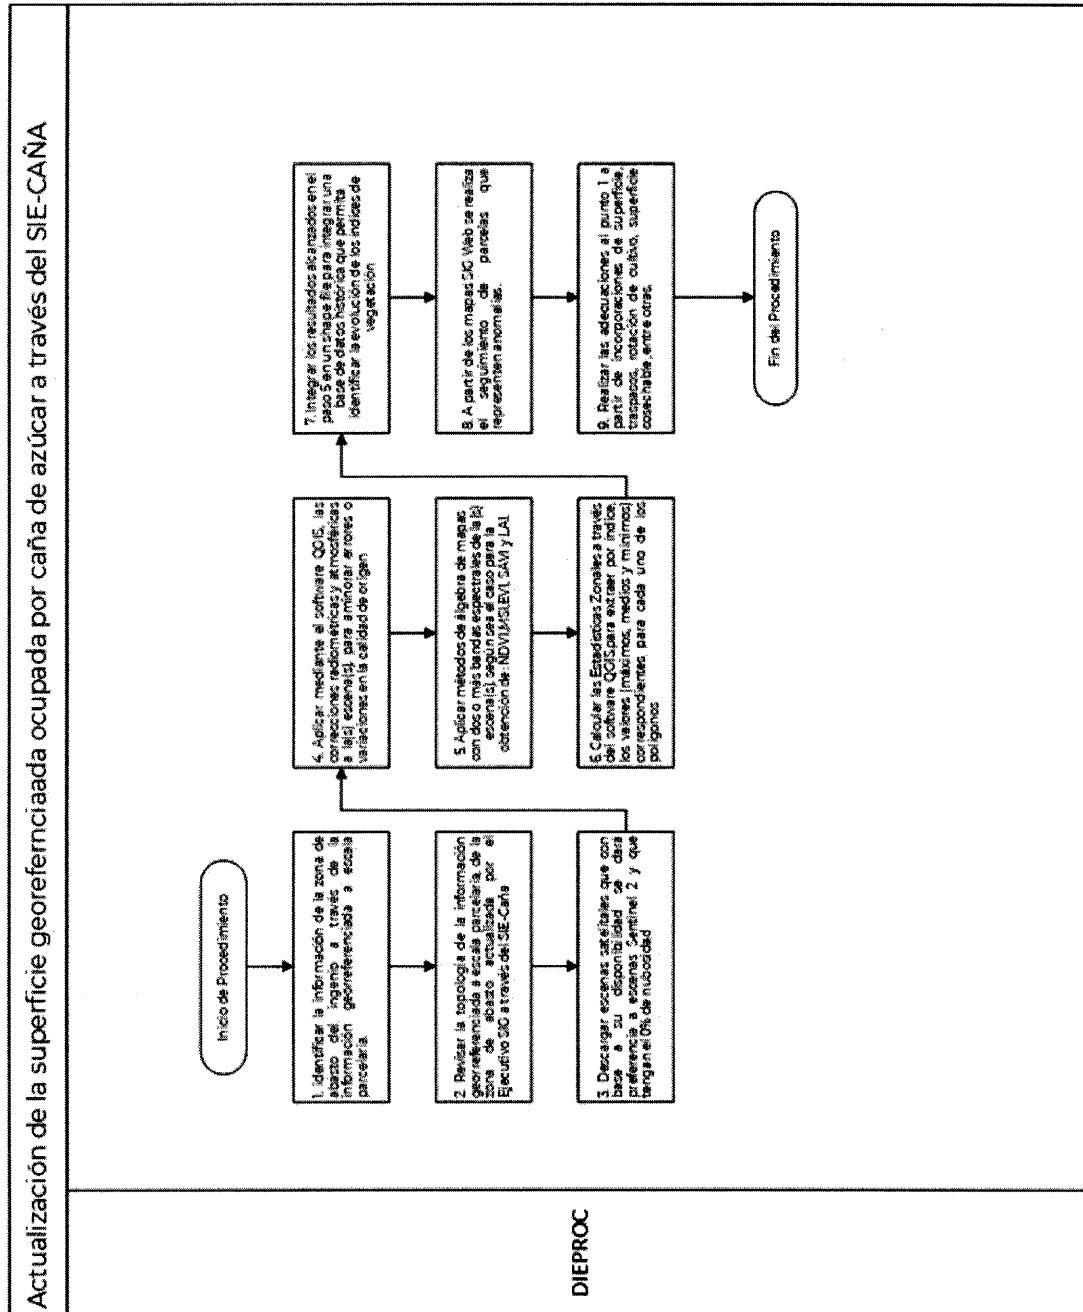 Actualización de la superficie georefernciaada ocupada por caña de azúcar a través del SIE-CAÑA
DIEPROC
Inicio de Procedimiento
1. Identificar la información de la zona de
abasto del ingenio a través de la
información georreferenciada a escala
parcelaria.
2. Revisar la topología de la información
georreferenciada a escala parcelaria, de la
zona de abasto actualizada por el
Ejecutivo SIG a través del SIE-Caña
3. Descargar escenas satelitales que con
base a su disponibilidad se dará
preferencia a escenas Sentinel 2 y que
tengan el 0% de nubosidad
4. Aplicar mediante el software QGIS, las
correcciones radiométricas y atmosféricas
a la(s) escena(s), para aminorar errores o
variaciones en la calidad de origen
5. Aplicar métodos de álgebra de mapas
con dos o más bandas espectrales de la(s)
escena(s), según sea el caso para la
obtención de: NDVI,MSI,EVI, SAVI y LAI.
6. Calcular las Estadísticas Zonales a través
del software QGIS,para extraer por índice,
los valores (máximos, medios y mínimos)
correspondientes para cada uno de los
polígonos
7. Integrar los resultados alcanzados en el
paso 5 en un shape file para integrar una
base de datos histórica que permita
identificar la evolución de los índices de
vegetación
8. A partir de los mapas SIG Web se realiza
el seguimiento de parcelas que
representen anomalías.
9. Realizar las adecuaciones al punto 1 a
partir de incorporaciones de superficie,
traspasos, rotación de cultivo, superficie
cosechable, entre otras.
Fin del Procedimiento